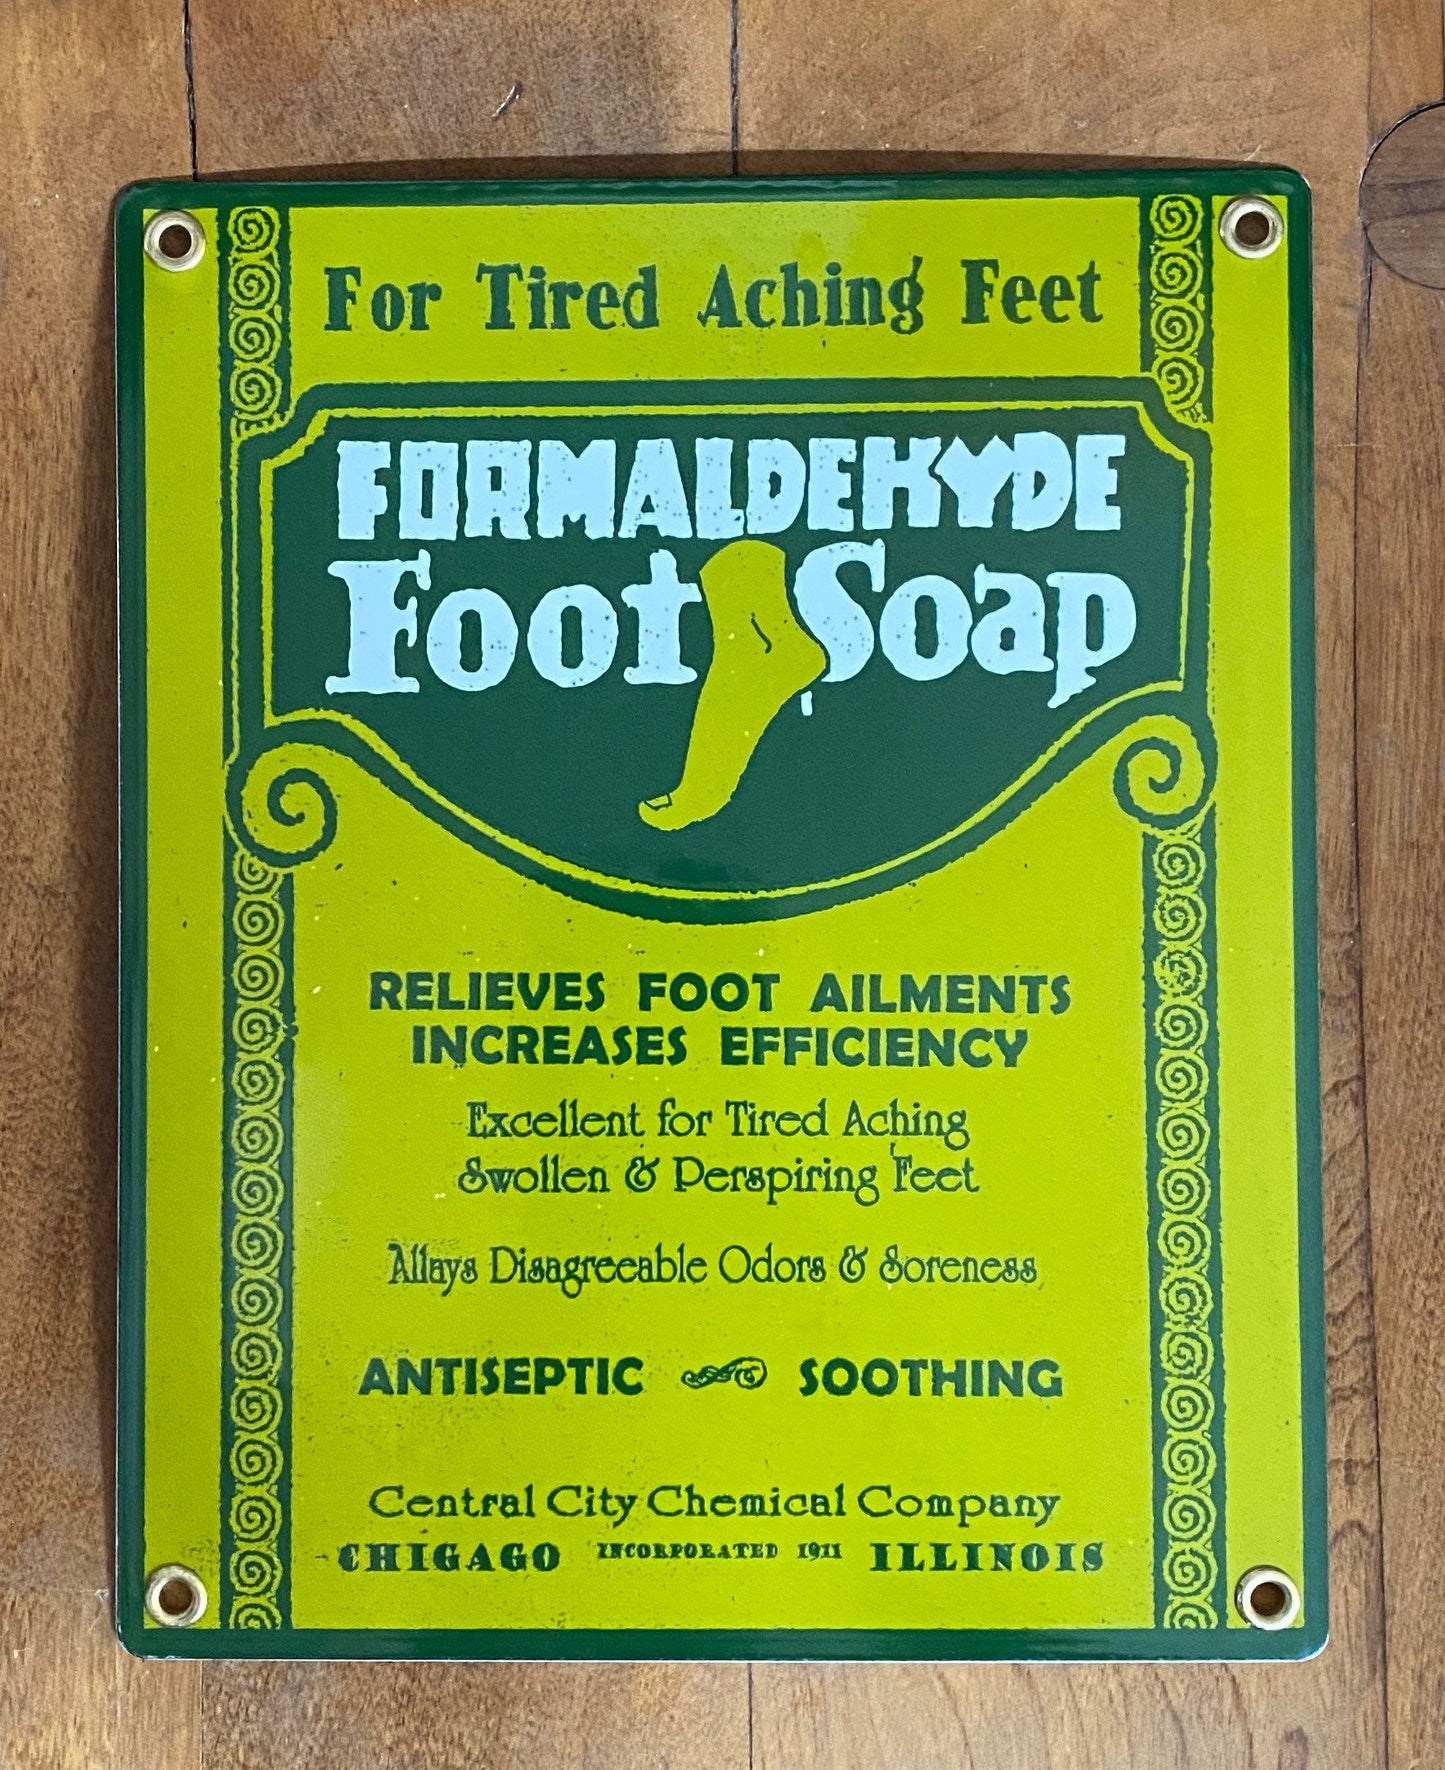 For Tired Aching Feet
FORMALDEHYDE
Foot Soap
RELIEVES FOOT AILMENTS
INCREASES EFFICIENCY
Excellent for Tired Aching
Swollen & Perspiring Feet
Allays Disagreeable Odors & Soreness
ANTISEPTIC SOOTHING
Central City Chemical Company
CHIGAGO INCORPORATED 1911 ILLINOIS